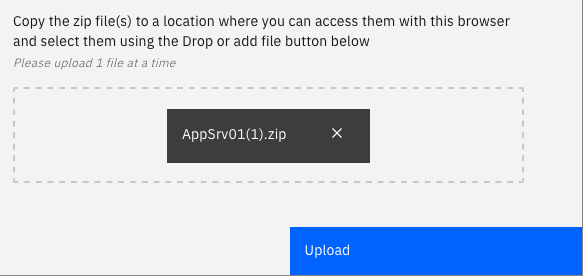 Copy the zip file(s) to a location where you can access them with this browser
and select them using the Drop or add file button below
Please upload 1 file at a time
AppSrv01(1).zip ×
Upload